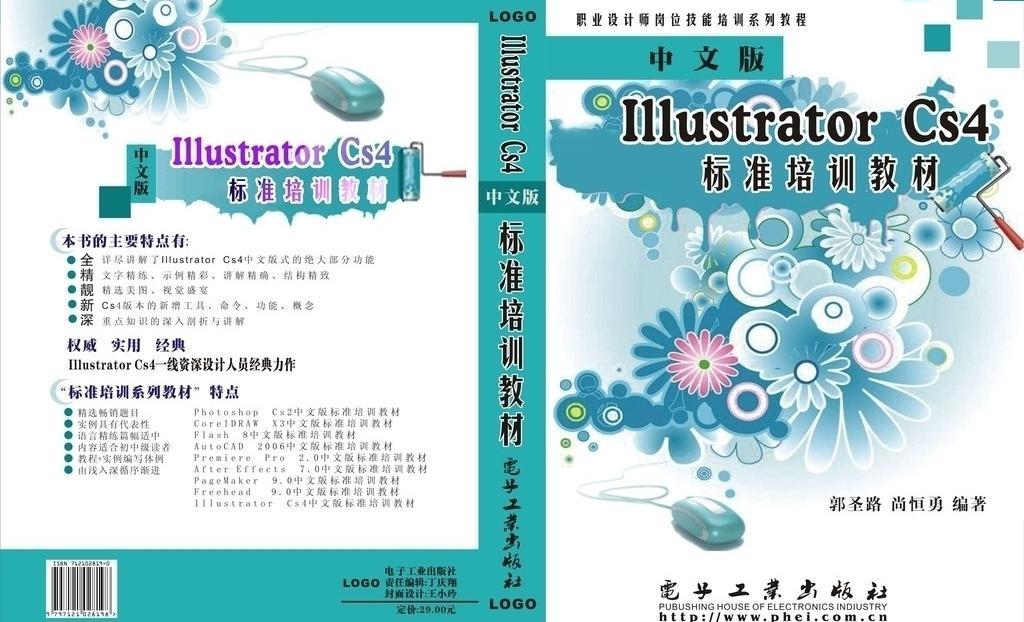 中文版
Illustrator Cs4
标准培训教材
本书的主要特点有:
全 详尽讲解了Illustrator Cs4中文版式的绝大部分功能
精 文字精练、示例精彩、讲解精确、结构精致
靓 精选美图、视觉盛宴
新 Cs4版本的新增工具、命令、功能、概念
深 重点知识的深入剖析与讲解
权威 实用 经典
Illustrator Cs4一线资深设计人员经典力作
“标准培训系列教材”特点
精选畅销题目
实例具有代表性
语言精练篇幅适中
内容适合初中级读者
教程+实例编写体例
由浅入深循序渐进
Photoshop Cs2中文版标准培训教材
CorelDRAW X3中文版标准培训教材
Flash 8中文版标准培训教材
AutoCAD 2006中文版标准培训教材
Premiere Pro 2.0中文版标准培训教材
After Effects 7.0中文版标准培训教材
PageMaker 9.0中文版标准培训教材
Freehead 9.0中文版标准培训教材
Illustrator Cs4中文版标准培训教材
ISBN 712102819-0
9 797121 028198 >
LOGO
电子工业出版社
责任编辑:丁庆翔
封面设计:王小玲
定价:29.00元
LOGO
Illustrator Cs4
中文版
标准培训教材
電子工業出版社
LOGO
职业设计师岗位技能培训系列教程
中文版
Illustrator Cs4
标准培训教材
郭圣路 尚恒勇 编著
電子工業出版社
PUBUSHING HOUSE OF ELECTRONICS INDUSTRY
http://www.phei.com.cn